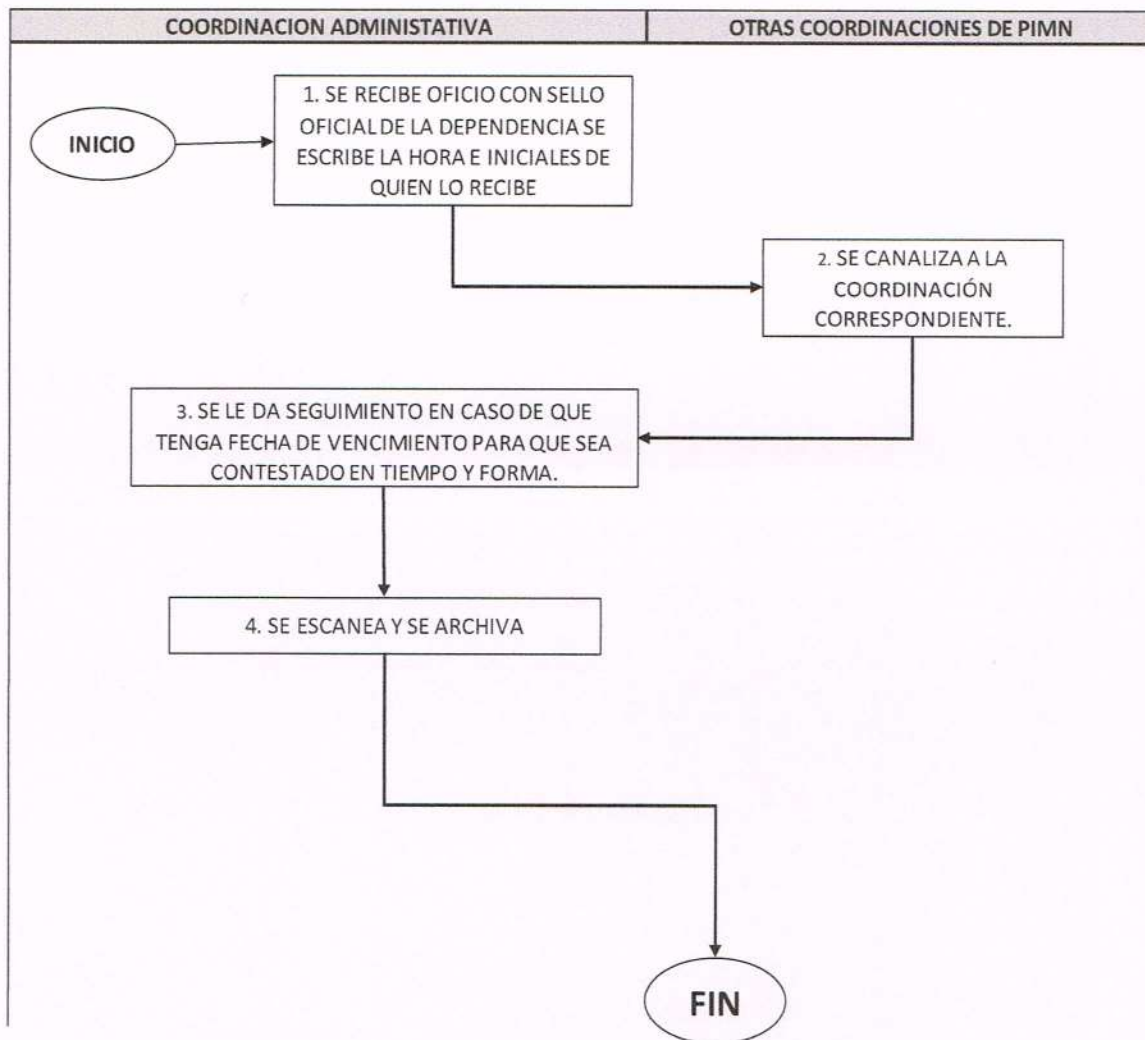 COORDINACION ADMINISTATIVA
OTRAS COORDINACIONES DE PIMN
INICIO
1. SE RECIBE OFICIO CON SELLO
OFICIAL DE LA DEPENDENCIA SE
ESCRIBE LA HORA E INICIALES DE
QUIEN LO RECIBE
2. SE CANALIZA A LA
COORDINACIÓN
CORRESPONDIENTE.
3. SE LE DA SEGUIMIENTO EN CASO DE QUE
TENGA FECHA DE VENCIMIENTO PARA QUE SEA
CONTESTADO EN TIEMPO Y FORMA.
4. SE ESCANEA Y SE ARCHIVA
FIN